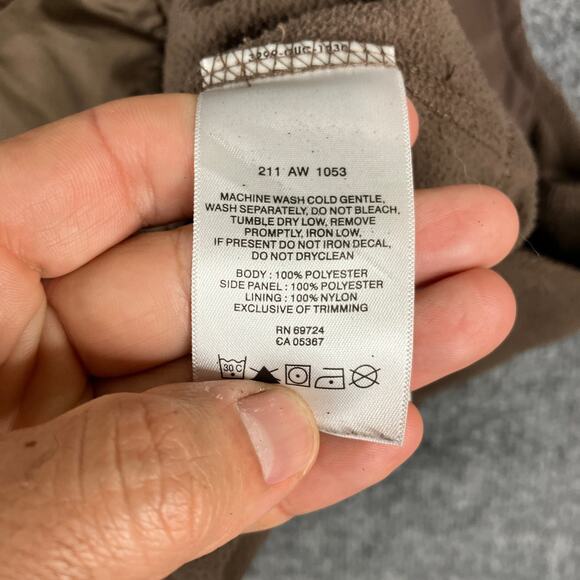 211 AW 1053
MACHINE WASH COLD GENTLE,
WASH SEPARATELY, DO NOT BLEACH,
TUMBLE DRY LOW, REMOVE
PROMPTLY, IRON LOW,
IF PRESENT DO NOT IRON DECAL,
DO NOT DRYCLEAN
BODY : 100% POLYESTER
SIDE PANEL : 100% POLYESTER
LINING : 100% NYLON
EXCLUSIVE OF TRIMMING
RN 69724
CA 05367
30 C